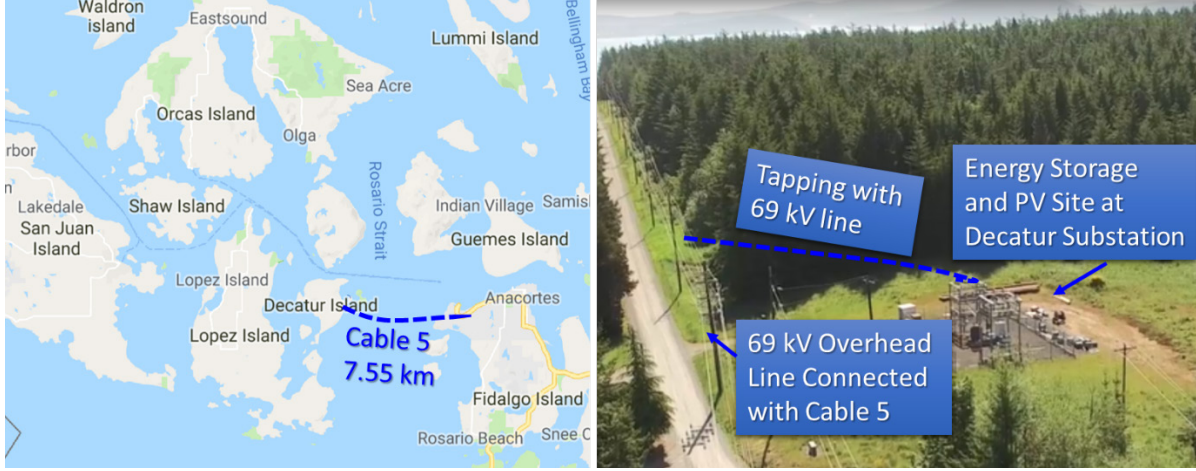 Waldron
Island
Eastsound
Lummi Island
Bellingham Bay
Sea Acre
Orcas Island
Olga
rbor
n
Rosario Strait
Indian Village
Samis
Lakedale
San Juan
Island
Shaw Island
Guemes Island
Lopez Island
Decatur Island
Anacortes
Lopez Island
Cable 5
7.55 km
Fidalgo Island
Rosario Beach
Snee C
Tapping with
69 kV line
Energy Storage
and PV Site at
Decatur Substation
69 kV Overhead
Line Connected
with Cable 5